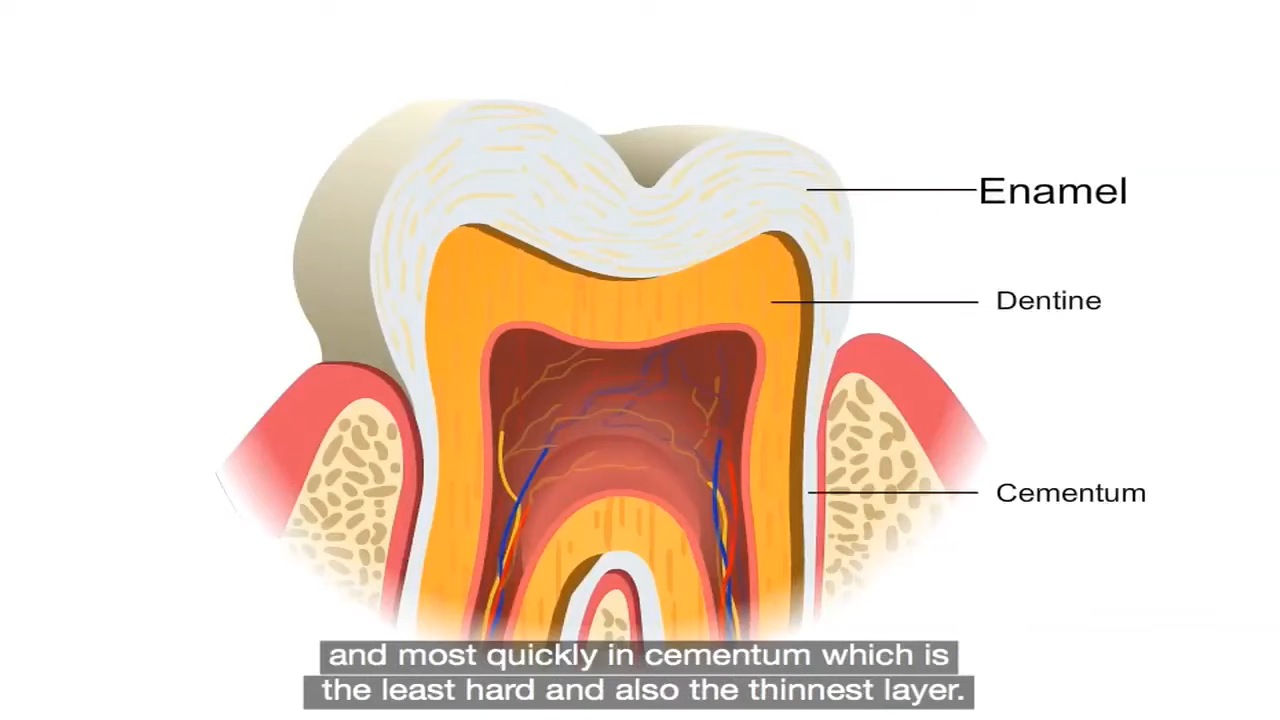 Enamel
Dentine
Cementum
and most quickly in cementum which is
the least hard and also the thinnest layer.